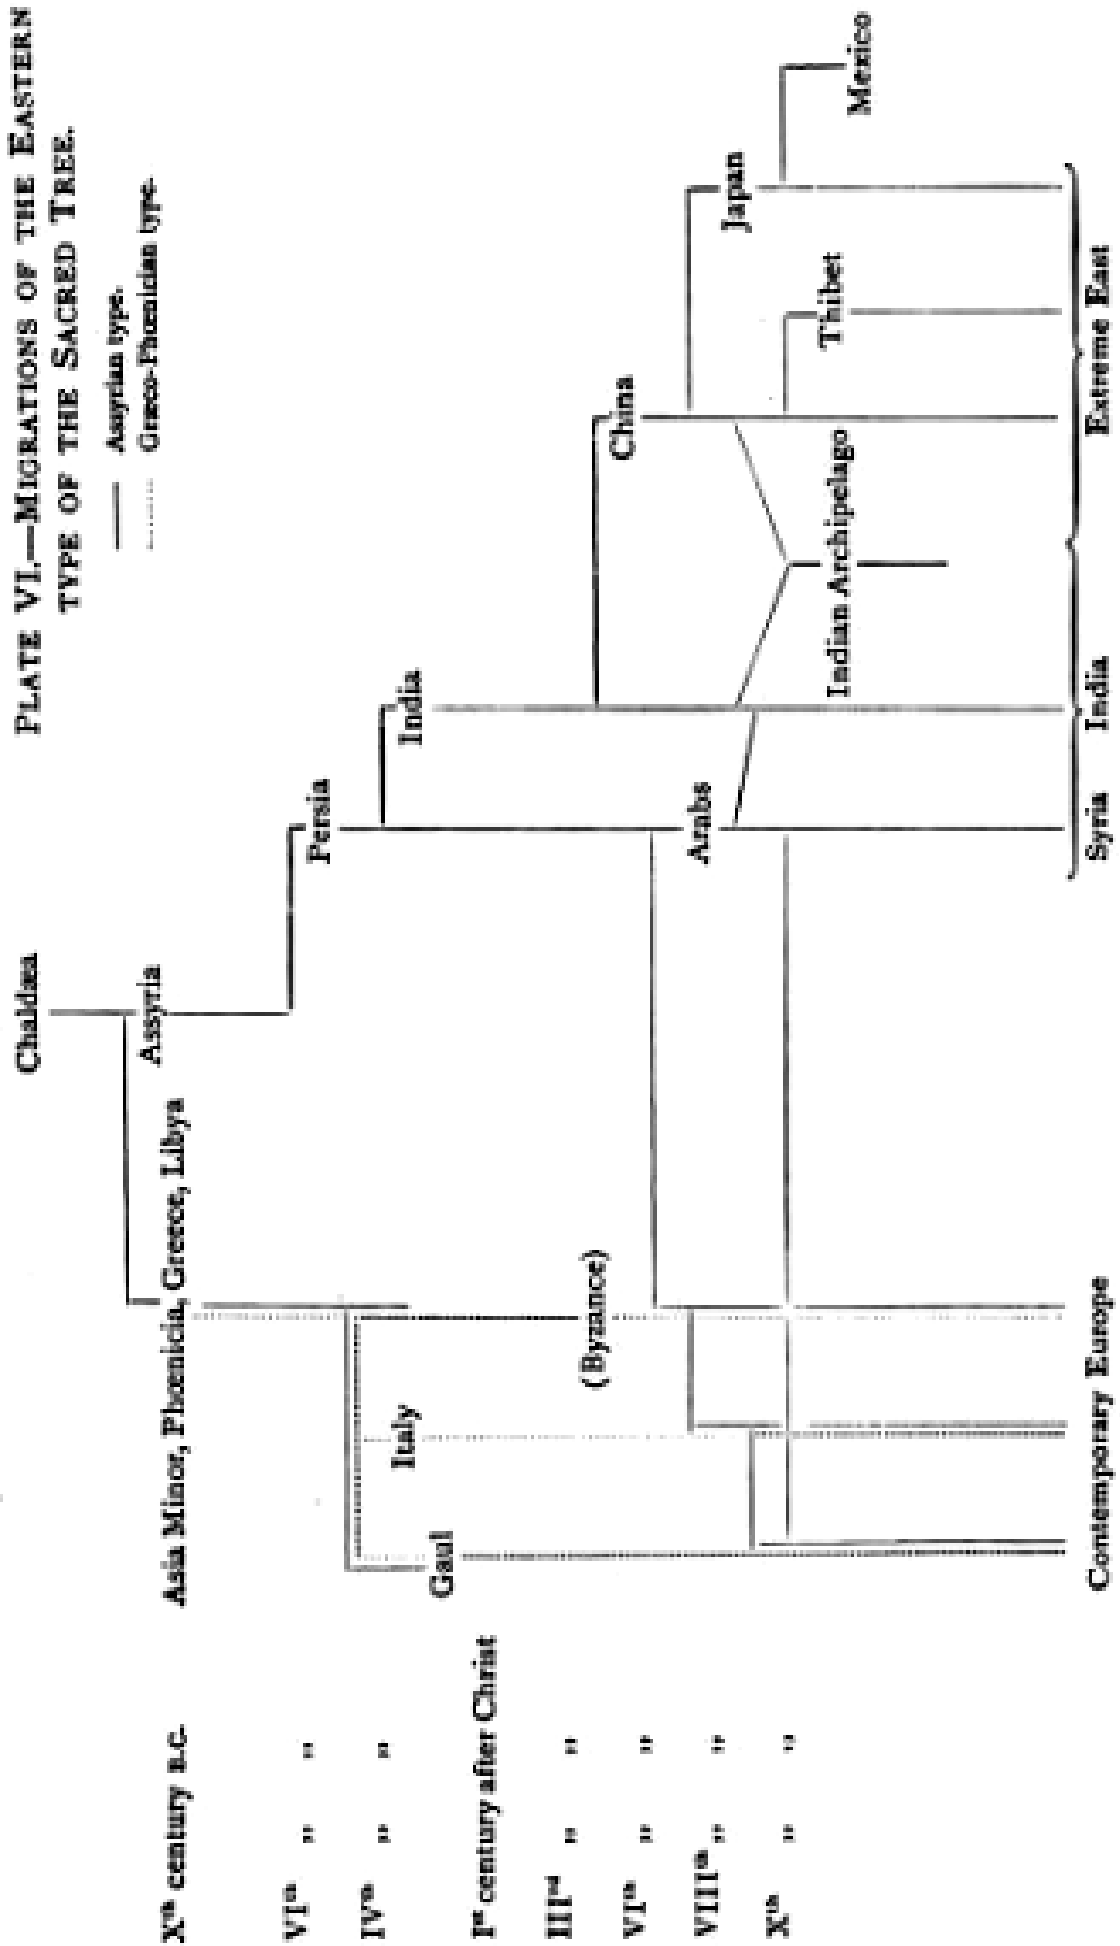 PLATE VI.—MIGRATIONS OF THE EASTERN
TYPE OF THE SACRED TREE.
Assyrian type.
Græco-Phœnician type.
Chaldæa
Xth century B.C.
Asia Minor, Phœnicia, Greece, Libya
Assyria
VIth " "
Persia
IVth " "
Italy
India
Gaul
Ist century after Christ
IIIrd " "
(Byzance)
China
VIth " "
VIIIth " "
Arabs
Japan
Xth " "
Indian Archipelago
Thibet
Mexico
Contemporary Europe
Syria
India
Extreme East